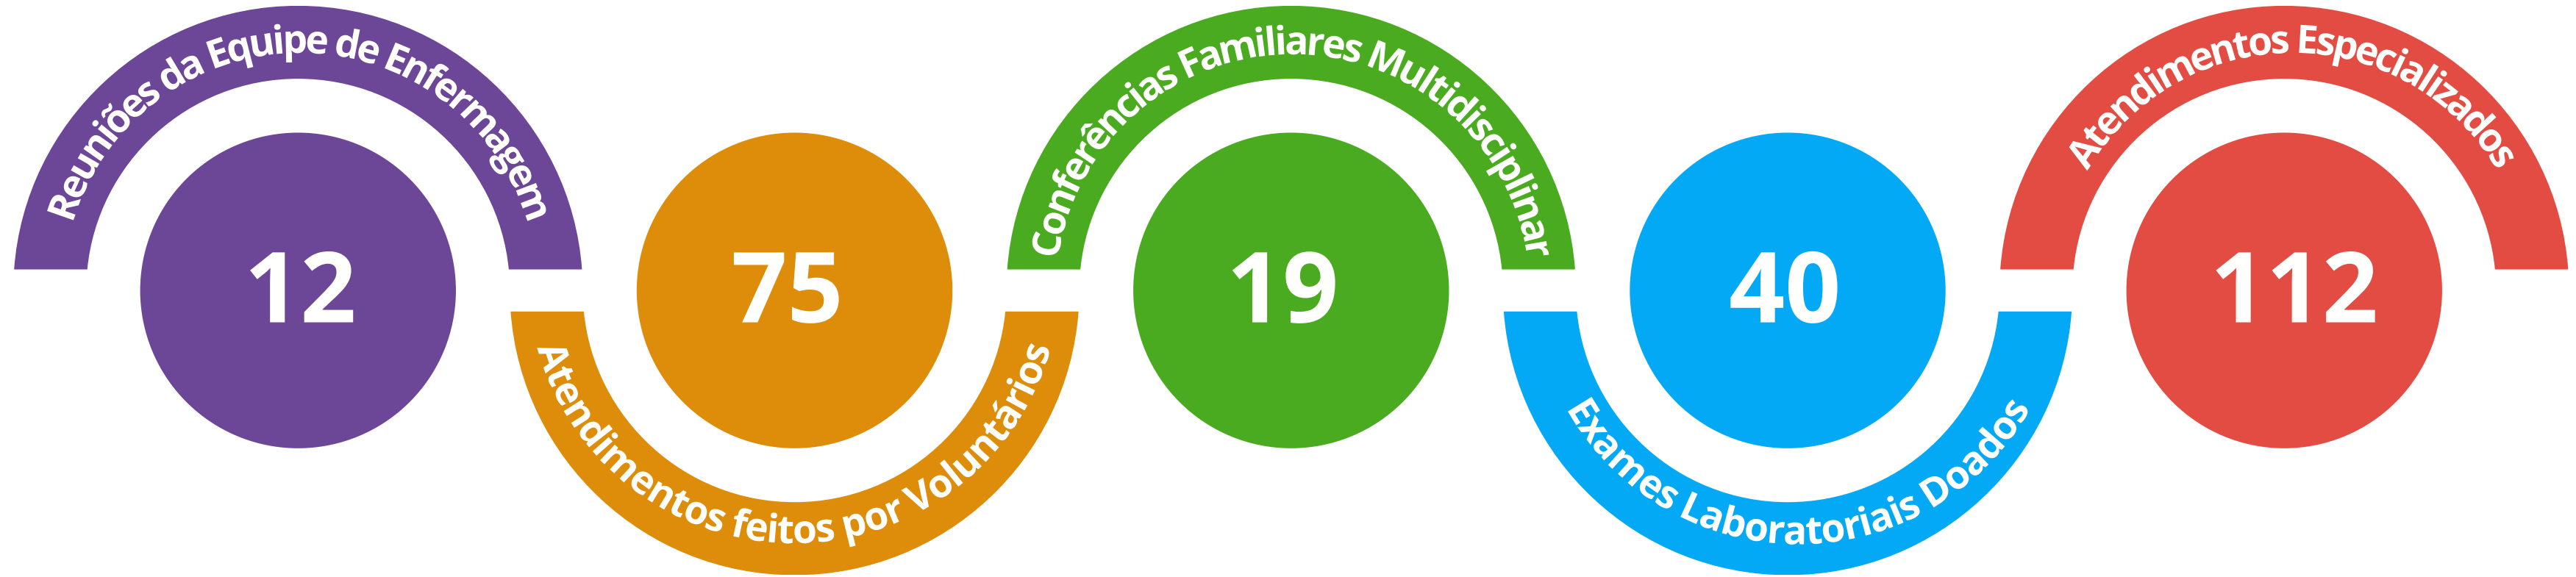 Reuniões da Equipe de Enfermagem
12
75
Atendimentos feitos por Voluntários
Conferências Familiares Multidisciplinar
19
40
Exames Laboratoriais Doados
Atendimentos Especializados
112